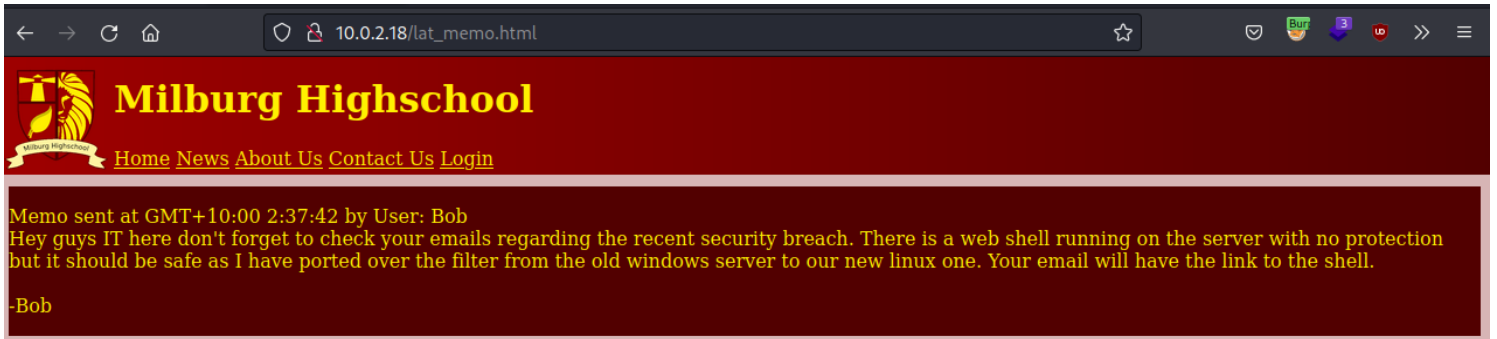 Burr
3
UD
10.0.2.18/lat_memo.html
Milburg Highschool
Milburg Highschool
Home News About Us Contact Us Login
Memo sent at GMT+10:00 2:37:42 by User: Bob
Hey guys IT here don't forget to check your emails regarding the recent security breach. There is a web shell running on the server with no protection
but it should be safe as I have ported over the filter from the old windows server to our new linux one. Your email will have the link to the shell.
-Bob